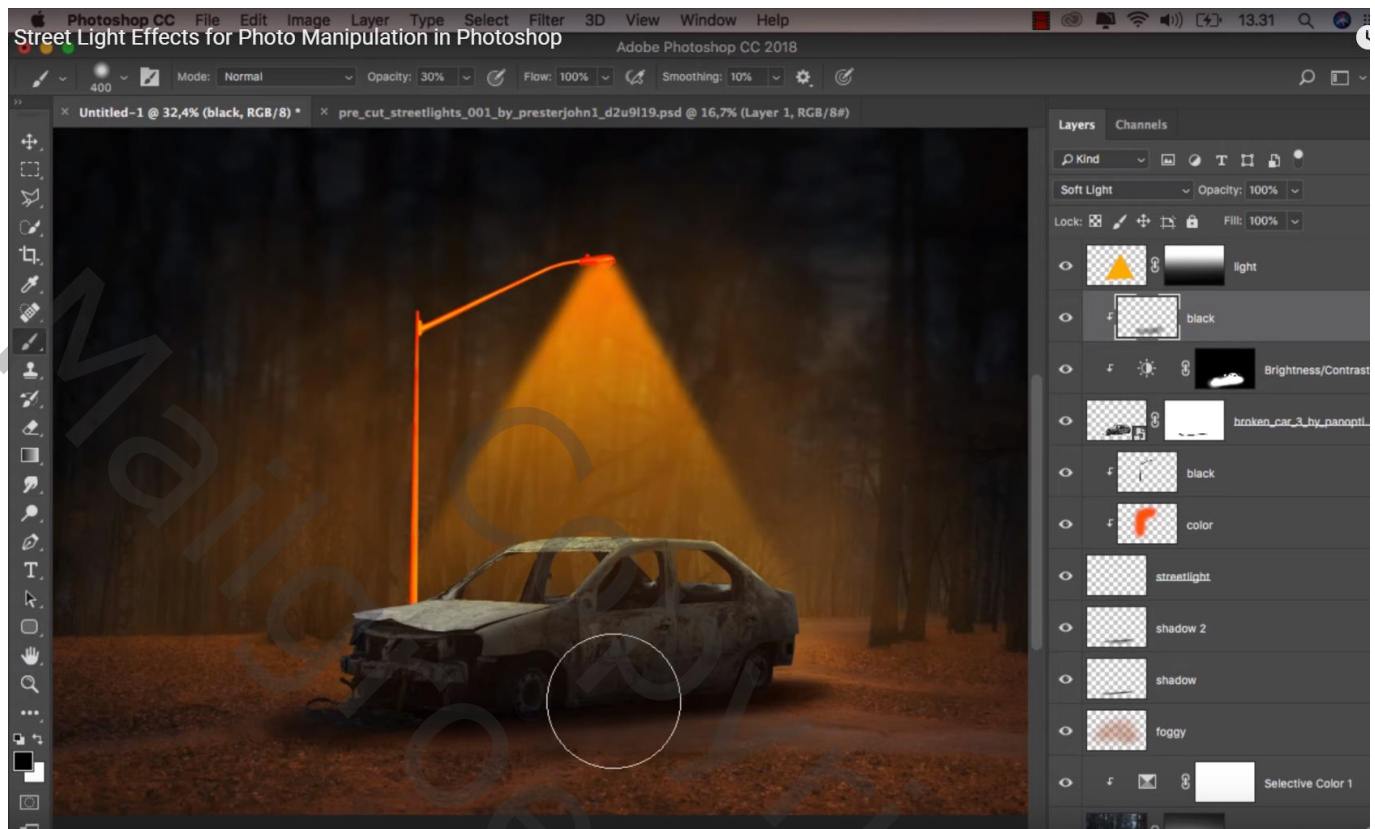 Photoshop CC File Edit Image Layer Type Select Filter 3D View Window Help 13.31
Street Light Effects for Photo Manipulation in Photoshop
Adobe Photoshop CC 2018
400 Mode: Normal Opacity: 30% Flow: 100% Smoothing: 10%
Untitled-1 @ 32,4% (black, RGB/8) * pre_cut_streetlights_001_by_presterjohn1_d2u9l19.psd @ 16,7% (Layer 1, RGB/8#)
Layers Channels
Kind
Soft Light Opacity: 100%
Lock: Fill: 100%
light
black
Brightness/Contrast
broken_car_3_by_panopti...
black
color
streetlight
shadow 2
shadow
foggy
Selective Color 1